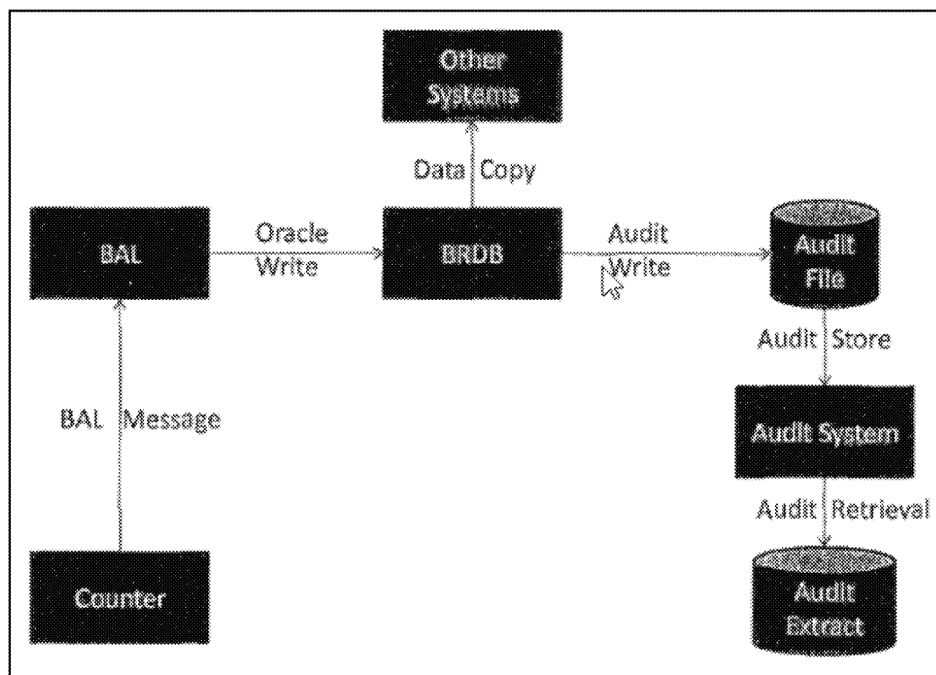 Other
Systems
Data Copy
BAL
Oracle
Write
BRDB
Audit
Write
Audit
File
Audit Store
BAL Message
Audit System
Audit Retrieval
Counter
Audit
Extract